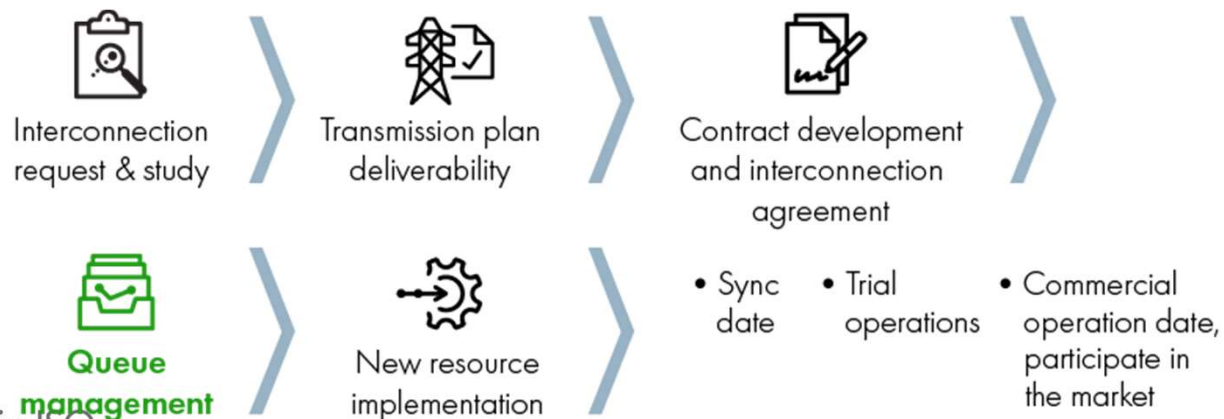 Interconnection
request & study
Transmission plan
deliverability
Contract development
and interconnection
agreement
Queue
management
New resource
implementation
• Sync
date
• Trial
operations
• Commercial
operation date,
participate in
the market
ISO